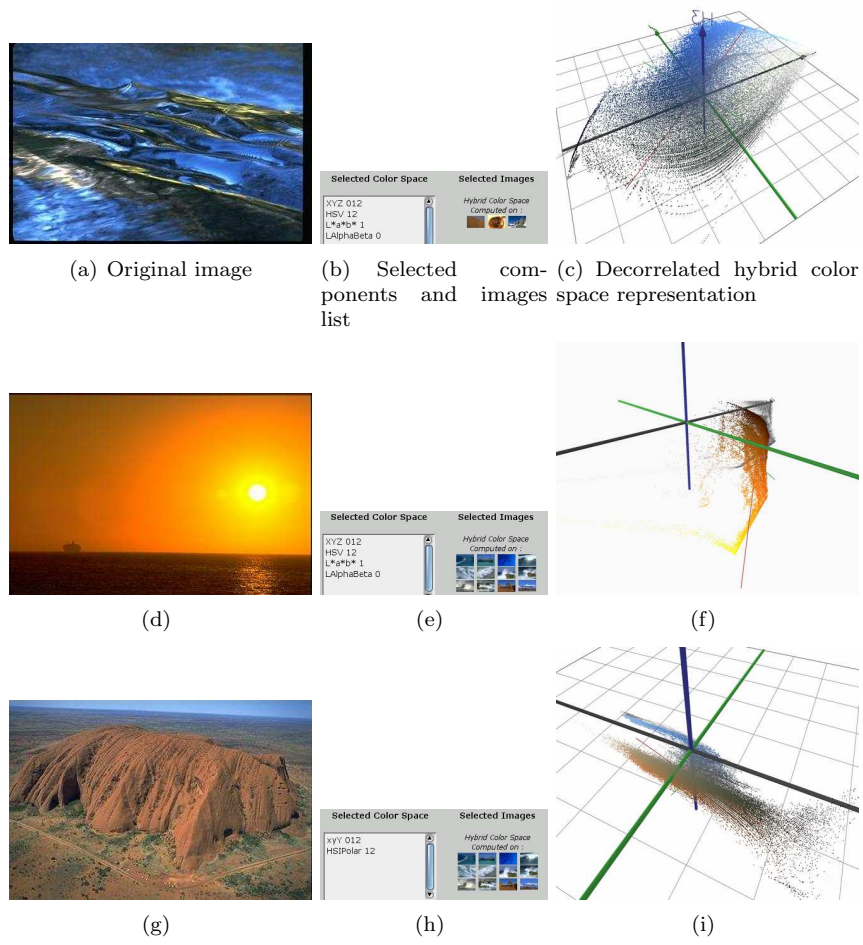 H3
Selected Color Space
Selected Images
XYZ 012
HSV 12
L*a*b* 1
LAlphaBeta 0
Hybrid Color Space
Computed on :
(a) Original image
(b) Selected com-
ponents and images
list
(c) Decorrelated hybrid color
space representation
Selected Color Space
Selected Images
XYZ 012
HSV 12
L*a*b* 1
LAlphaBeta 0
Hybrid Color Space
Computed on :
(d)
(e)
(f)
Selected Color Space
Selected Images
xyY 012
HSIPolar 12
Hybrid Color Space
Computed on :
(g)
(h)
(i)